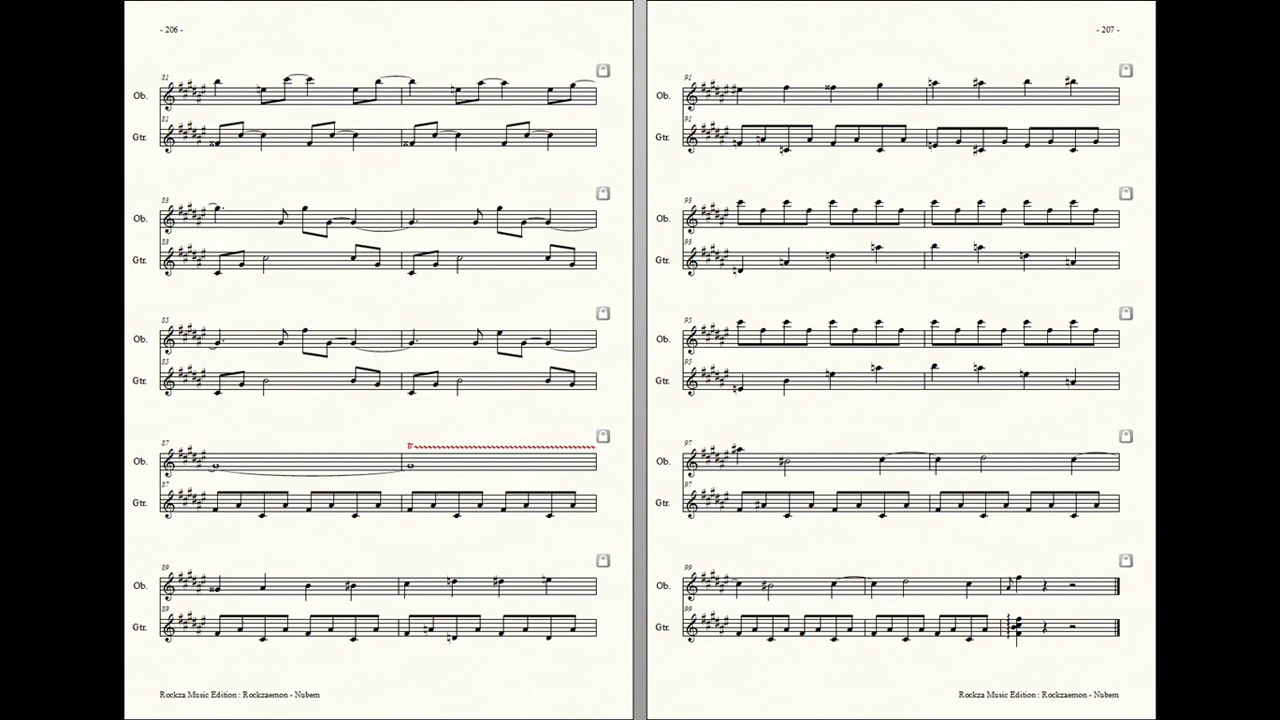 - 206 -
81
Ob.
81
Gtr.
83
Ob.
83
Gtr.
85
Ob.
85
Gtr.
87
tr
Ob.
87
Gtr.
89
Ob.
89
Gtr.
Rockza Music Edition : Rockzaemon - Nubem
- 207 -
91
Ob.
91
Gtr.
93
Ob.
93
Gtr.
95
Ob.
95
Gtr.
97
Ob.
97
Gtr.
99
Ob.
99
Gtr.
Rockza Music Edition : Rockzaemon - Nubem